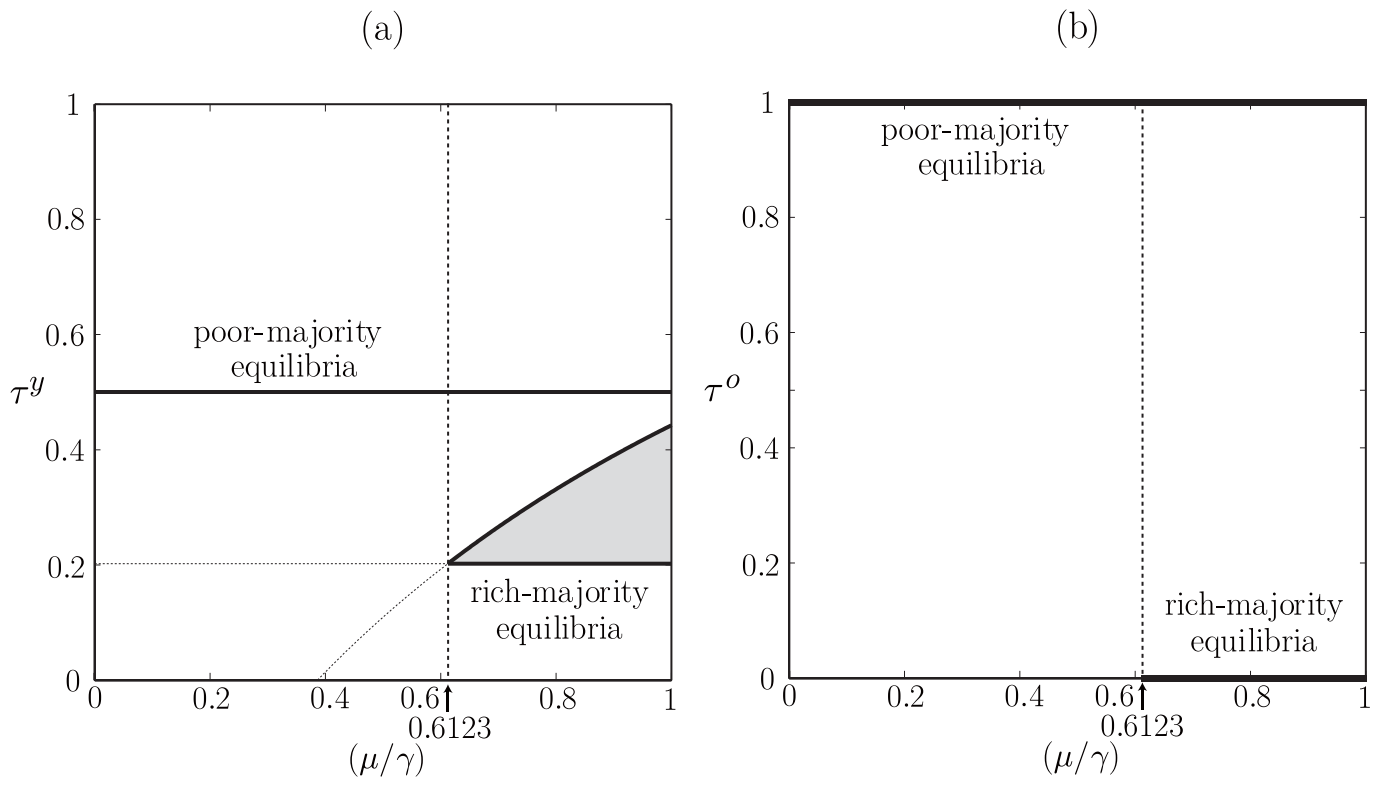 (a)
1
0.8
0.6
0.4
0.2
0
τ^y
poor-majority
equilibria
rich-majority
equilibria
0
0.2
0.4
0.6
0.8
1
0.6123
(μ/γ)
(b)
1
0.8
0.6
0.4
0.2
0
τ^o
poor-majority
equilibria
rich-majority
equilibria
0
0.2
0.4
0.6
0.8
1
0.6123
(μ/γ)